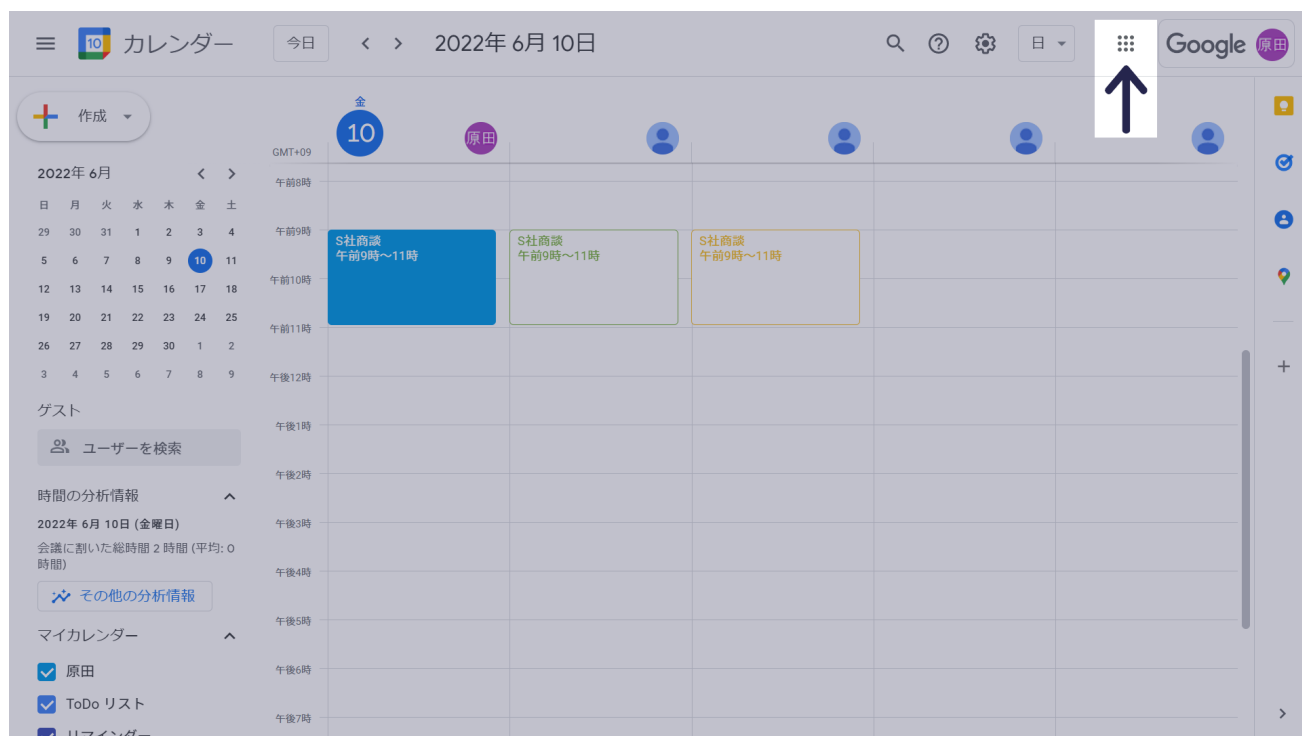 10 カレンダー 今日 2022年 6月 10日 日 Google 原田
作成
2022年 6月
日 月 火 水 木 金 土
29 30 31 1 2 3 4
5 6 7 8 9 10 11
12 13 14 15 16 17 18
19 20 21 22 23 24 25
26 27 28 29 30 1 2
3 4 5 6 7 8 9
ゲスト
ユーザーを検索
時間の分析情報
2022年 6月 10日 (金曜日)
会議に割いた総時間 2 時間 (平均: 0
時間)
その他の分析情報
マイカレンダー
原田
ToDo リスト
リマインダー
金
10 原田
GMT+09
午前8時
午前9時
S社商談 S社商談 S社商談
午前9時～11時 午前9時～11時 午前9時～11時
午前10時
午前11時
午後12時
午後1時
午後2時
午後3時
午後4時
午後5時
午後6時
午後7時